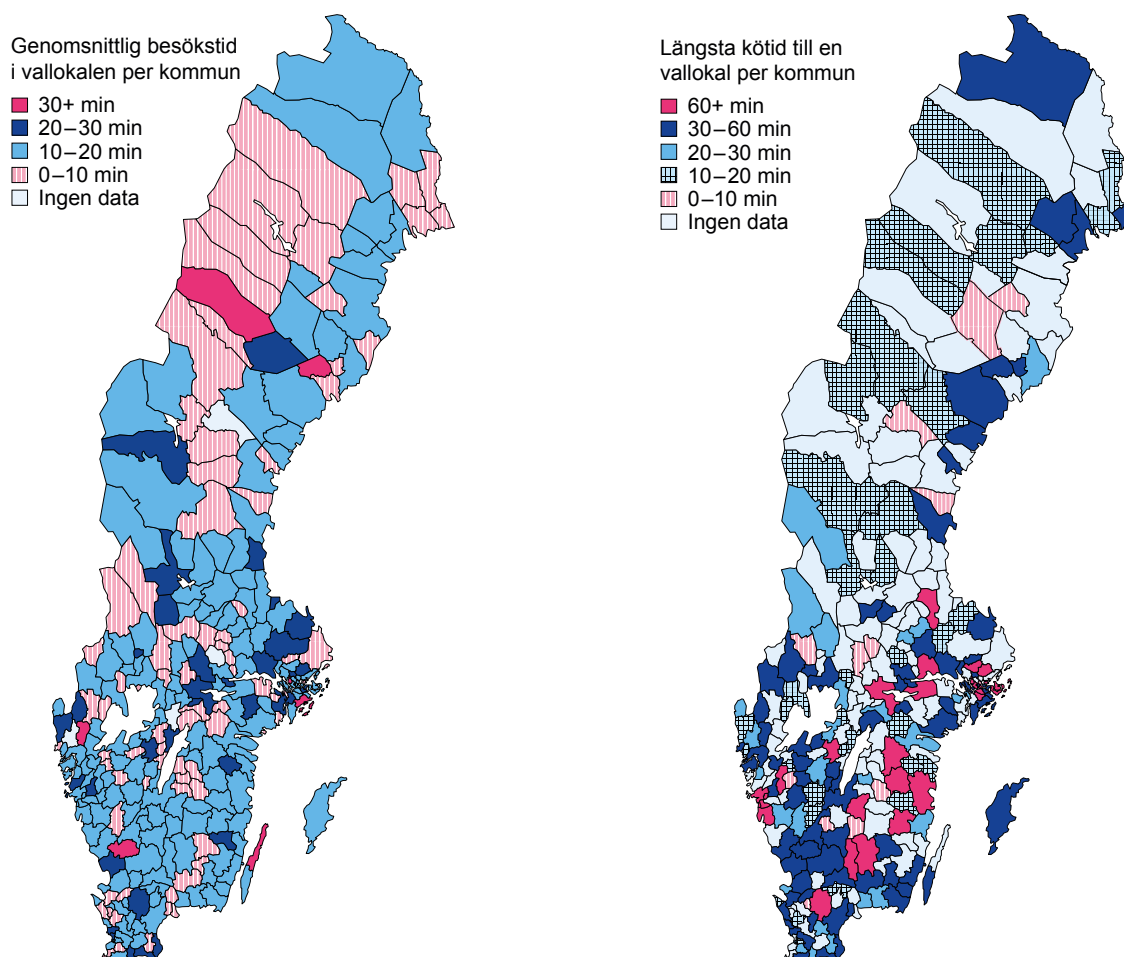 Genomsnittlig besökstid
i vallokalen per kommun
30+ min
20–30 min
10–20 min
0–10 min
Ingen data
Längsta kötid till en
vallokal per kommun
60+ min
30–60 min
20–30 min
10–20 min
0–10 min
Ingen data